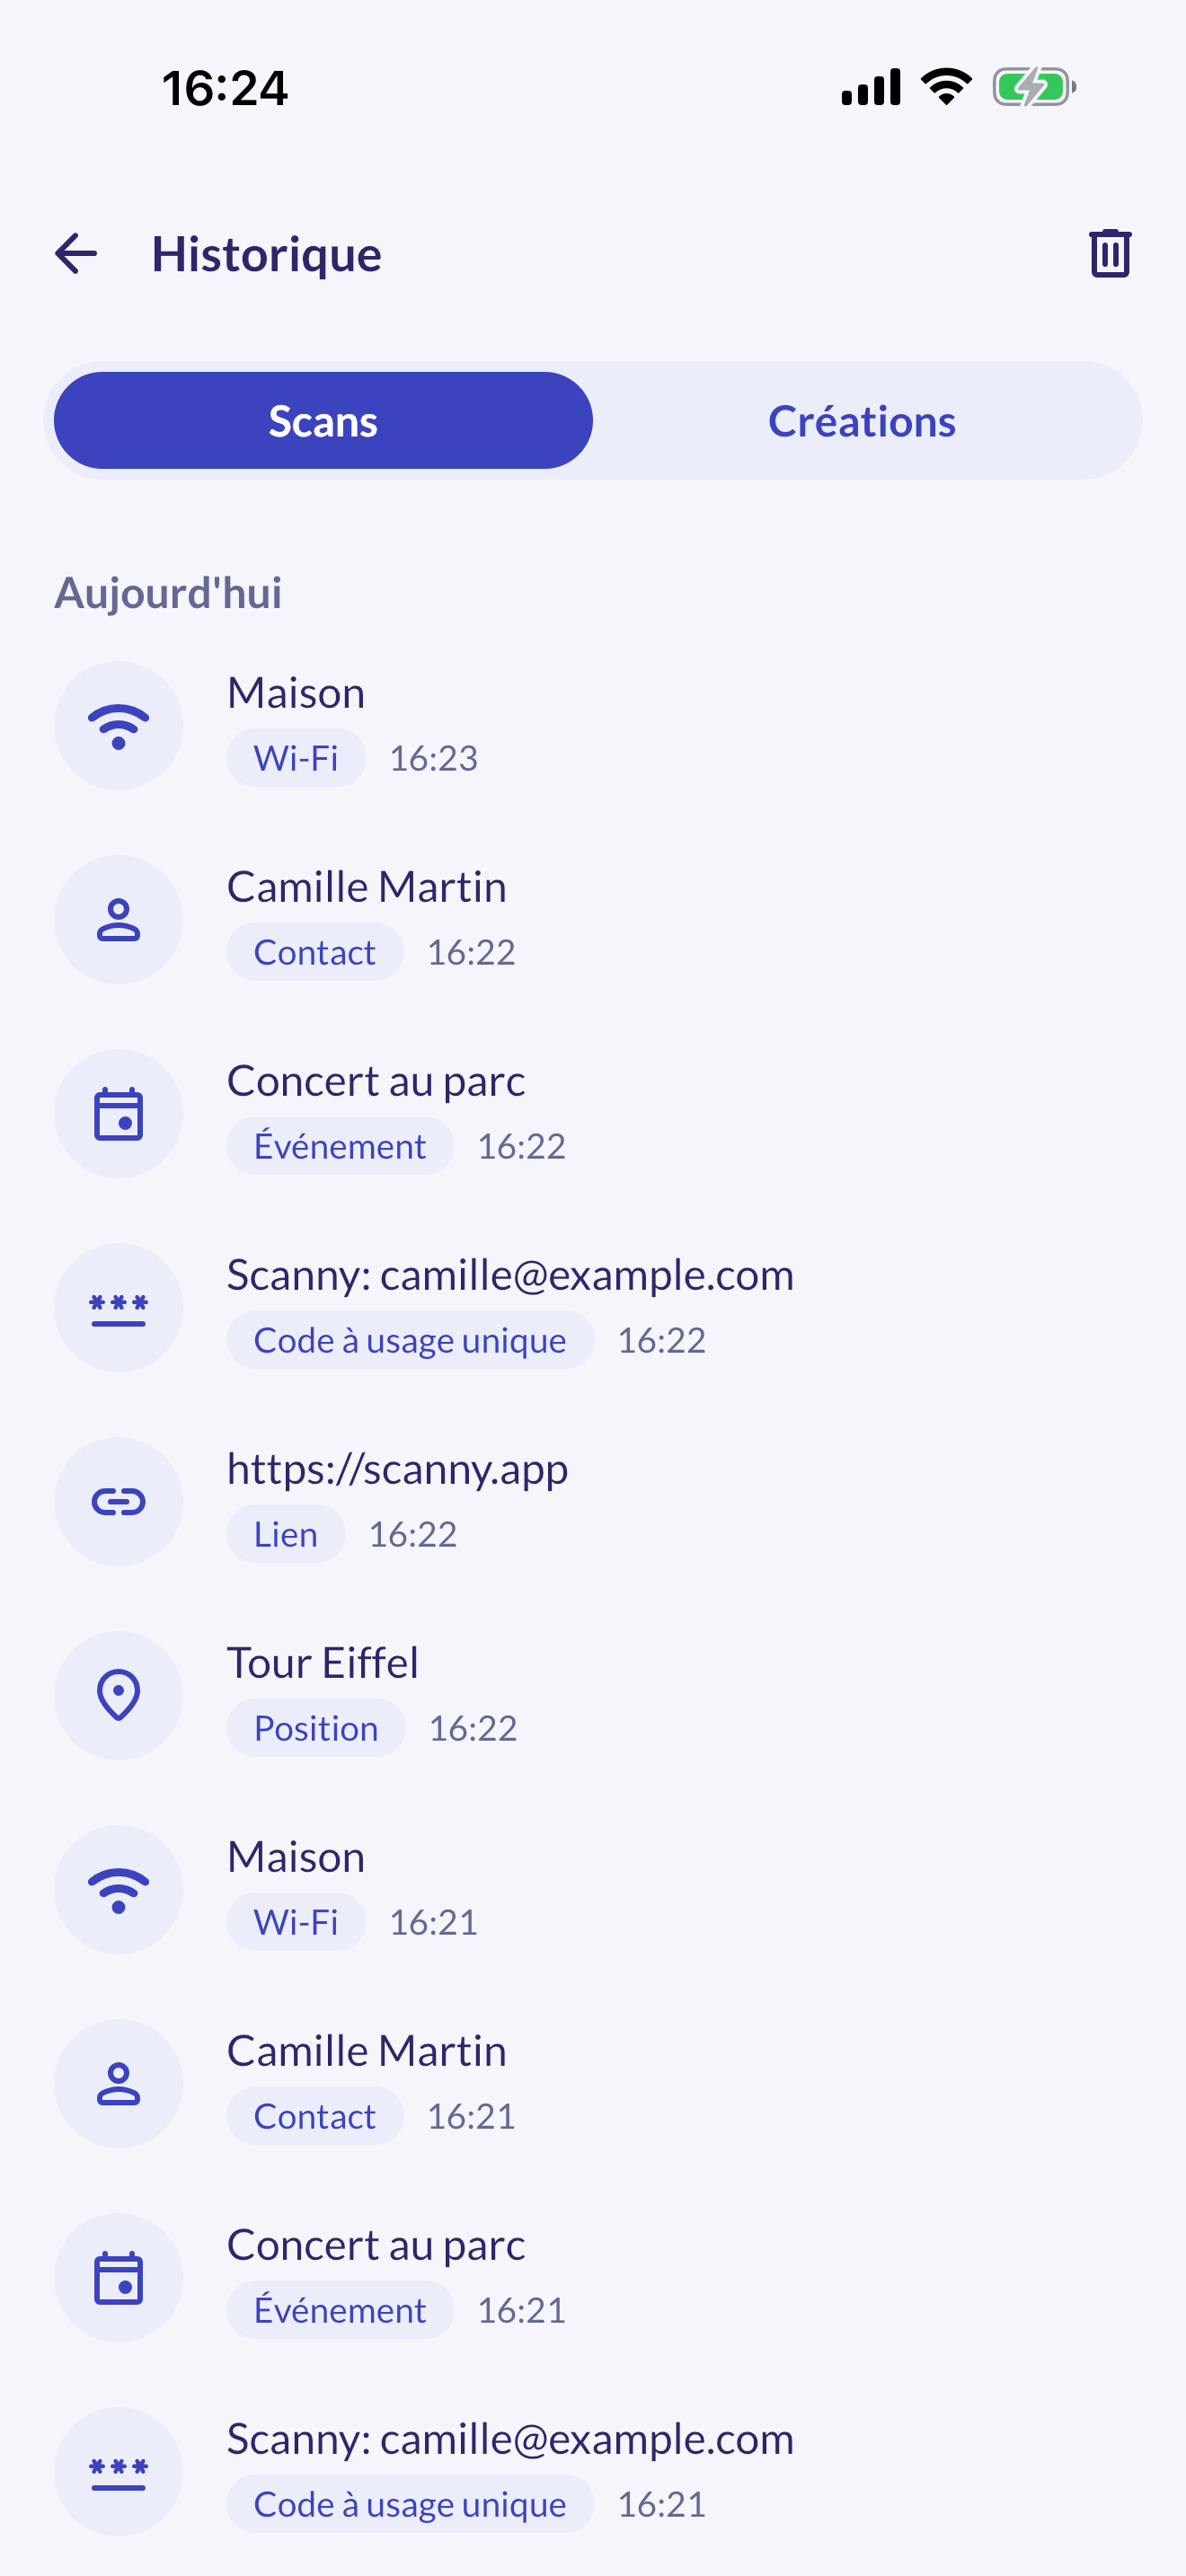 16:24
Historique
Scans
Créations
Aujourd'hui
Maison
Wi-Fi 16:23
Camille Martin
Contact 16:22
Concert au parc
Événement 16:22
Scanny: camille@example.com
Code à usage unique 16:22
https://scanny.app
Lien 16:22
Tour Eiffel
Position 16:22
Maison
Wi-Fi 16:21
Camille Martin
Contact 16:21
Concert au parc
Événement 16:21
Scanny: camille@example.com
Code à usage unique 16:21